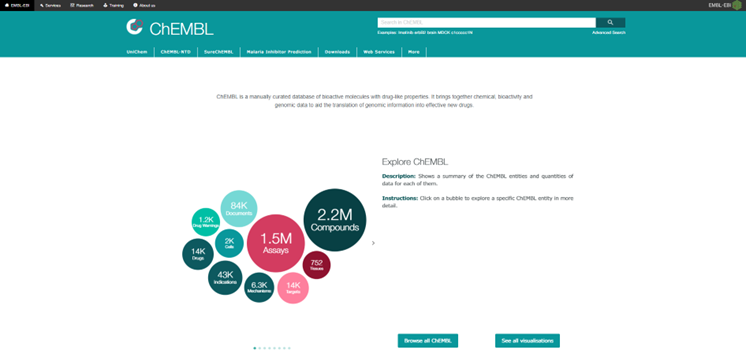 EMBL-EBI Services Research Training About us EMBL-EBI
ChEMBL
Search in ChEMBL
Examples: Advanced Search
UniChem ChEMBL-NTD SureChEMBL Malaria Inhibitor Prediction Downloads Web Services More
ChEMBL is a manually curated database of bioactive molecules with drug-like properties. It brings together chemical, bioactivity and
genomic data to aid the translation of genomic information into effective new drugs.
Explore ChEMBL
Description: Shows a summary of the ChEMBL entities and quantities of
data for each of them.
Instructions: Click on a bubble to explore a specific ChEMBL entity in more
detail.
84K
Documents
2.2M
Compounds
1.2K
Drug Warnings
2K
Cells
1.5M
Assays
14K
Drugs
752
Tissues
43K
Indications
6.3K
Mechanisms
14K
Targets
Browse all ChEMBL
See all visualisations